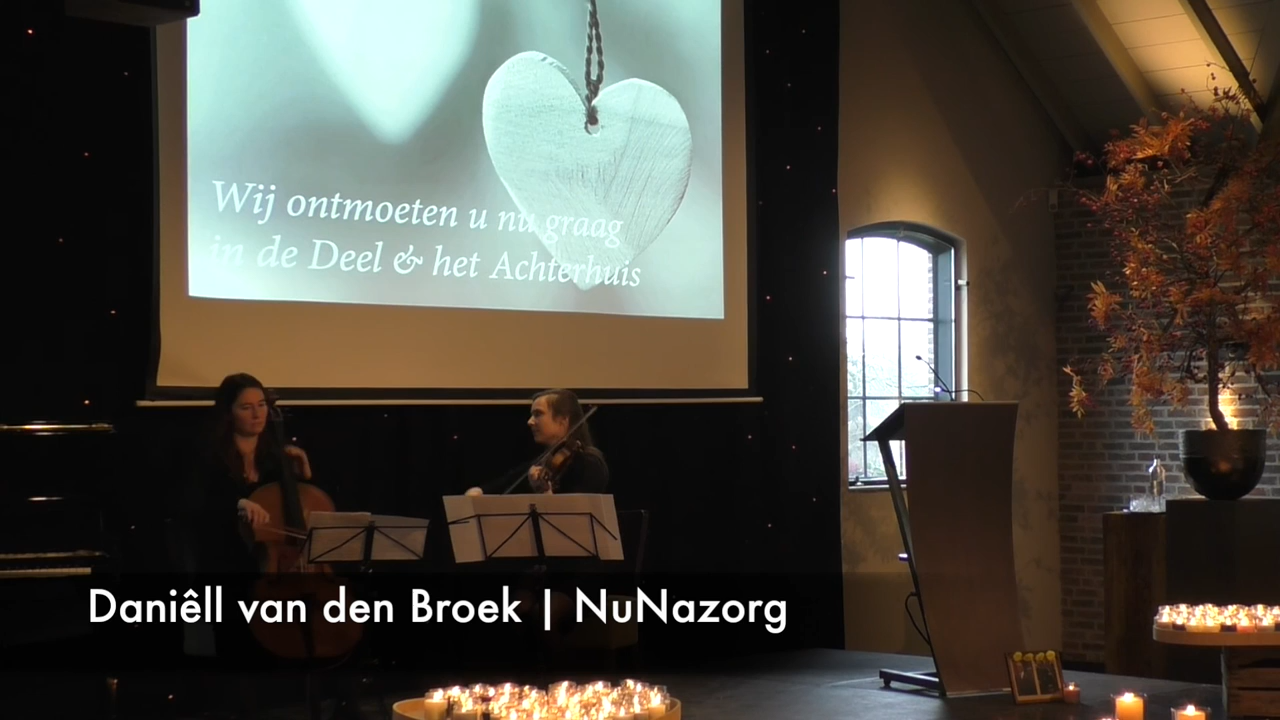 Wij ontmoeten u nu graag
in de Deel & het Achterhuis
Daniêll van den Broek | NuNazorg